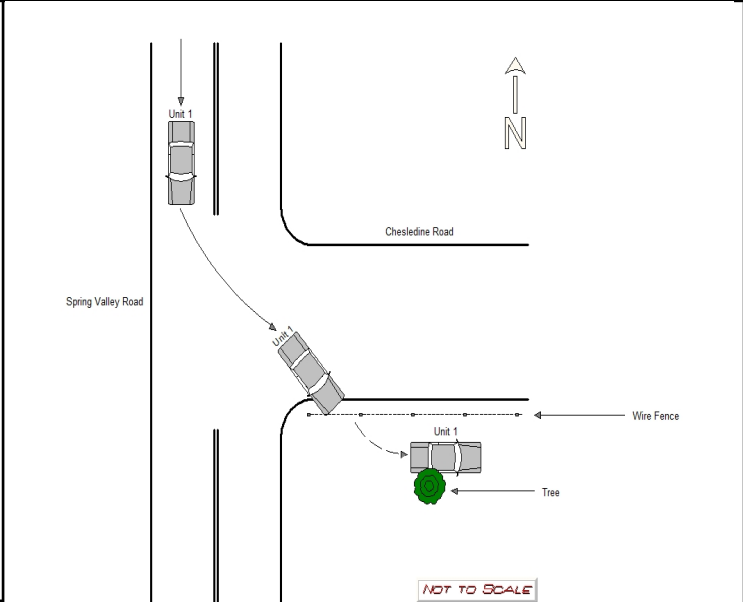 Unit 1
N
Chesledine Road
Spring Valley Road
Unit 1
Wire Fence
Unit 1
Tree
NOT TO SCALE